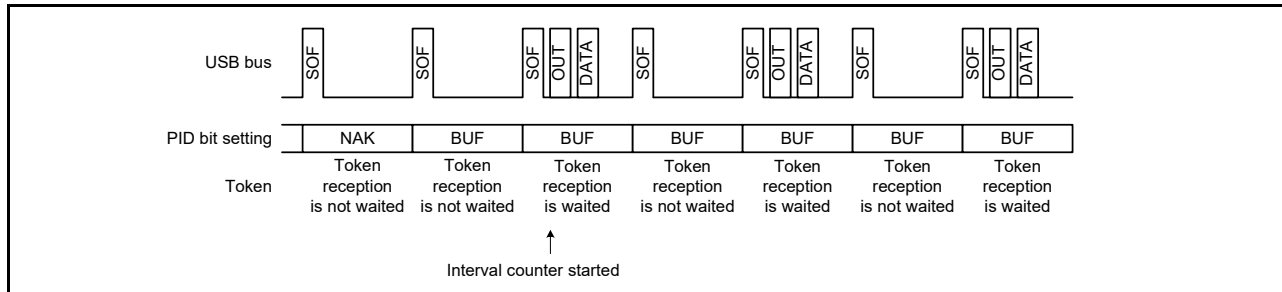 USB bus
SOF SOF SOF OUT DATA SOF SOF OUT DATA SOF SOF OUT DATA
PID bit setting NAK BUF BUF BUF BUF BUF BUF
Token Token Token Token Token Token Token
Token reception reception reception reception reception reception reception
is not waited is not waited is waited is not waited is waited is not waited is waited
Interval counter started